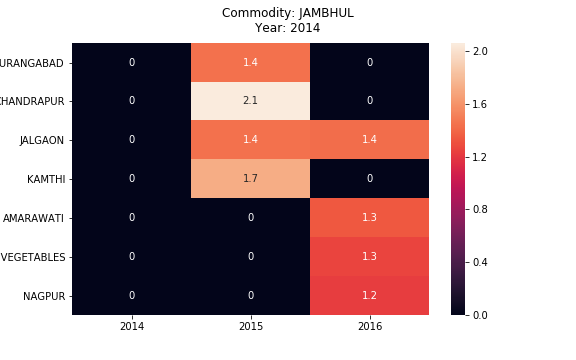 Commodity: JAMBHUL
Year: 2014
URANGABAD 0 1.4 0
HANDRAPUR 0 2.1 0
JALGAON 0 1.4 1.4
KAMTHI 0 1.7 0
AMARAWATI 0 0 1.3
VEGETABLES 0 0 1.3
NAGPUR 0 0 1.2
2014 2015 2016
2.0
1.6
1.2
0.8
0.4
0.0